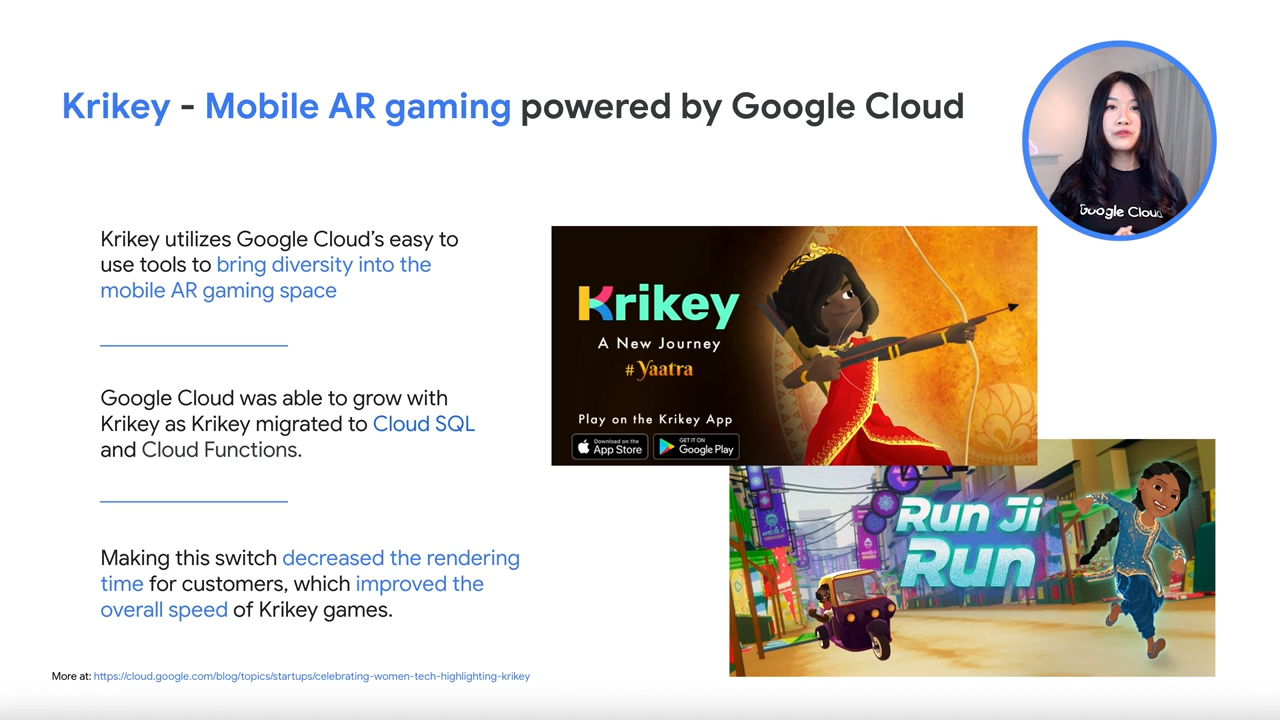 Krikey - Mobile AR gaming powered by Google Cloud
Google Cloud
Krikey utilizes Google Cloud’s easy to
use tools to bring diversity into the
mobile AR gaming space
Google Cloud was able to grow with
Krikey as Krikey migrated to Cloud SQL
and Cloud Functions.
Making this switch decreased the rendering
time for customers, which improved the
overall speed of Krikey games.
Krikey
A New Journey
#Yaatra
Play on the Krikey App
Download on the
App Store
GET IT ON
Google Play
Run Ji
Run
More at: https://cloud.google.com/blog/topics/startups/celebrating-women-tech-highlighting-krikey